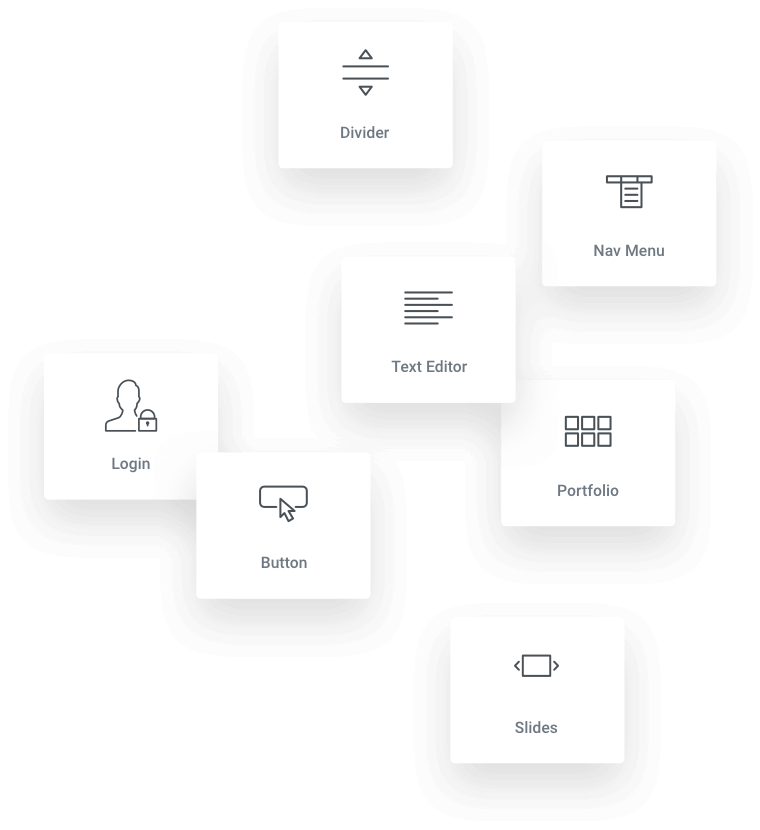 Divider
Nav Menu
Text Editor
Login
Portfolio
Button
Slides